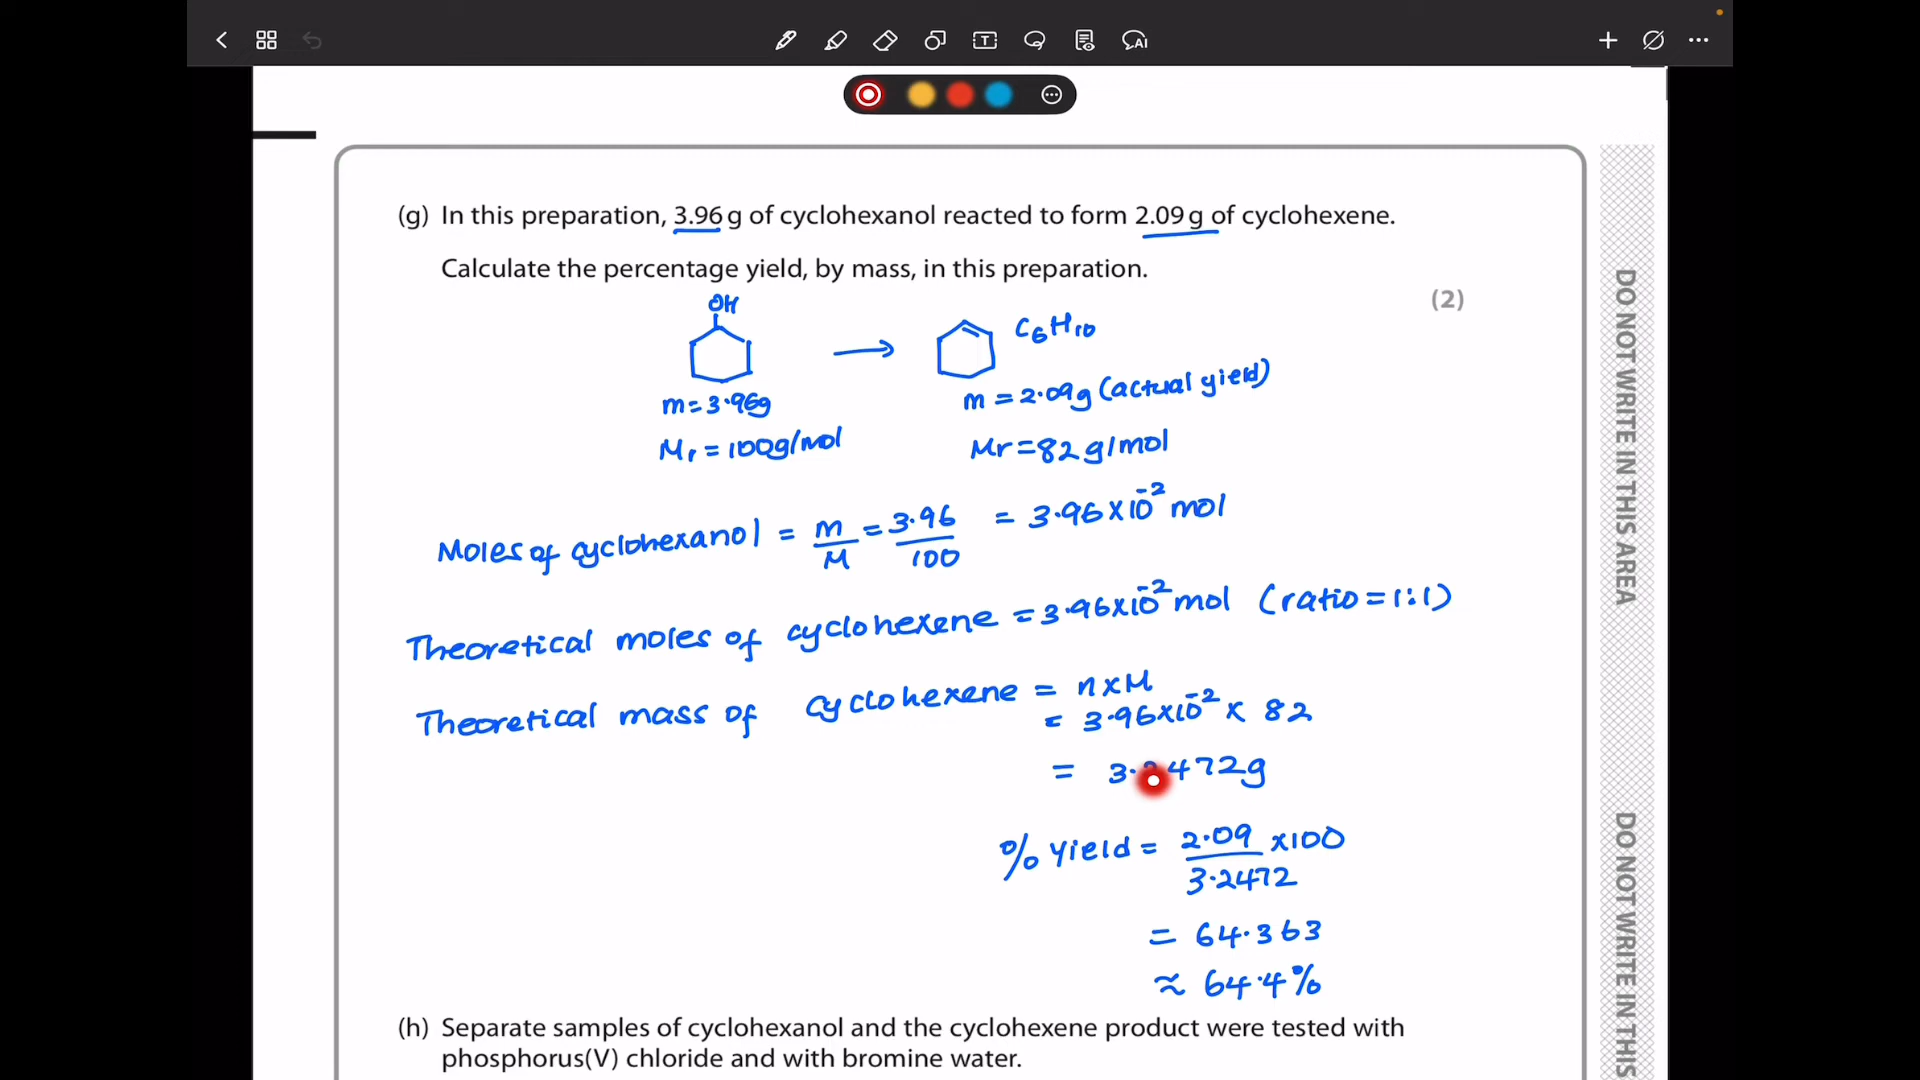 AI
T
(g) In this preparation, 3.96 g of cyclohexanol reacted to form 2.09 g of cyclohexene.
Calculate the percentage yield, by mass, in this preparation.
(2)
OH
C6H10
m=3.96g
m = 2.09g (actual yield)
Mr = 100g/mol
Mr = 82 g/mol
Moles of cyclohexanol = m/M = 3.96/100 = 3.96 x 10^-2 mol
Theoretical moles of cyclohexene = 3.96x10^-2 mol (ratio = 1:1)
Theoretical mass of cyclohexene = n x M
= 3.96x10^-2 x 82
= 3.2472g
% Yield = 2.09/3.2472 x100
= 64.363
≈ 64.4%
(h) Separate samples of cyclohexanol and the cyclohexene product were tested with
phosphorus(V) chloride and with bromine water.
DO NOT WRITE IN THIS AREA
DO NOT WRITE IN THIS